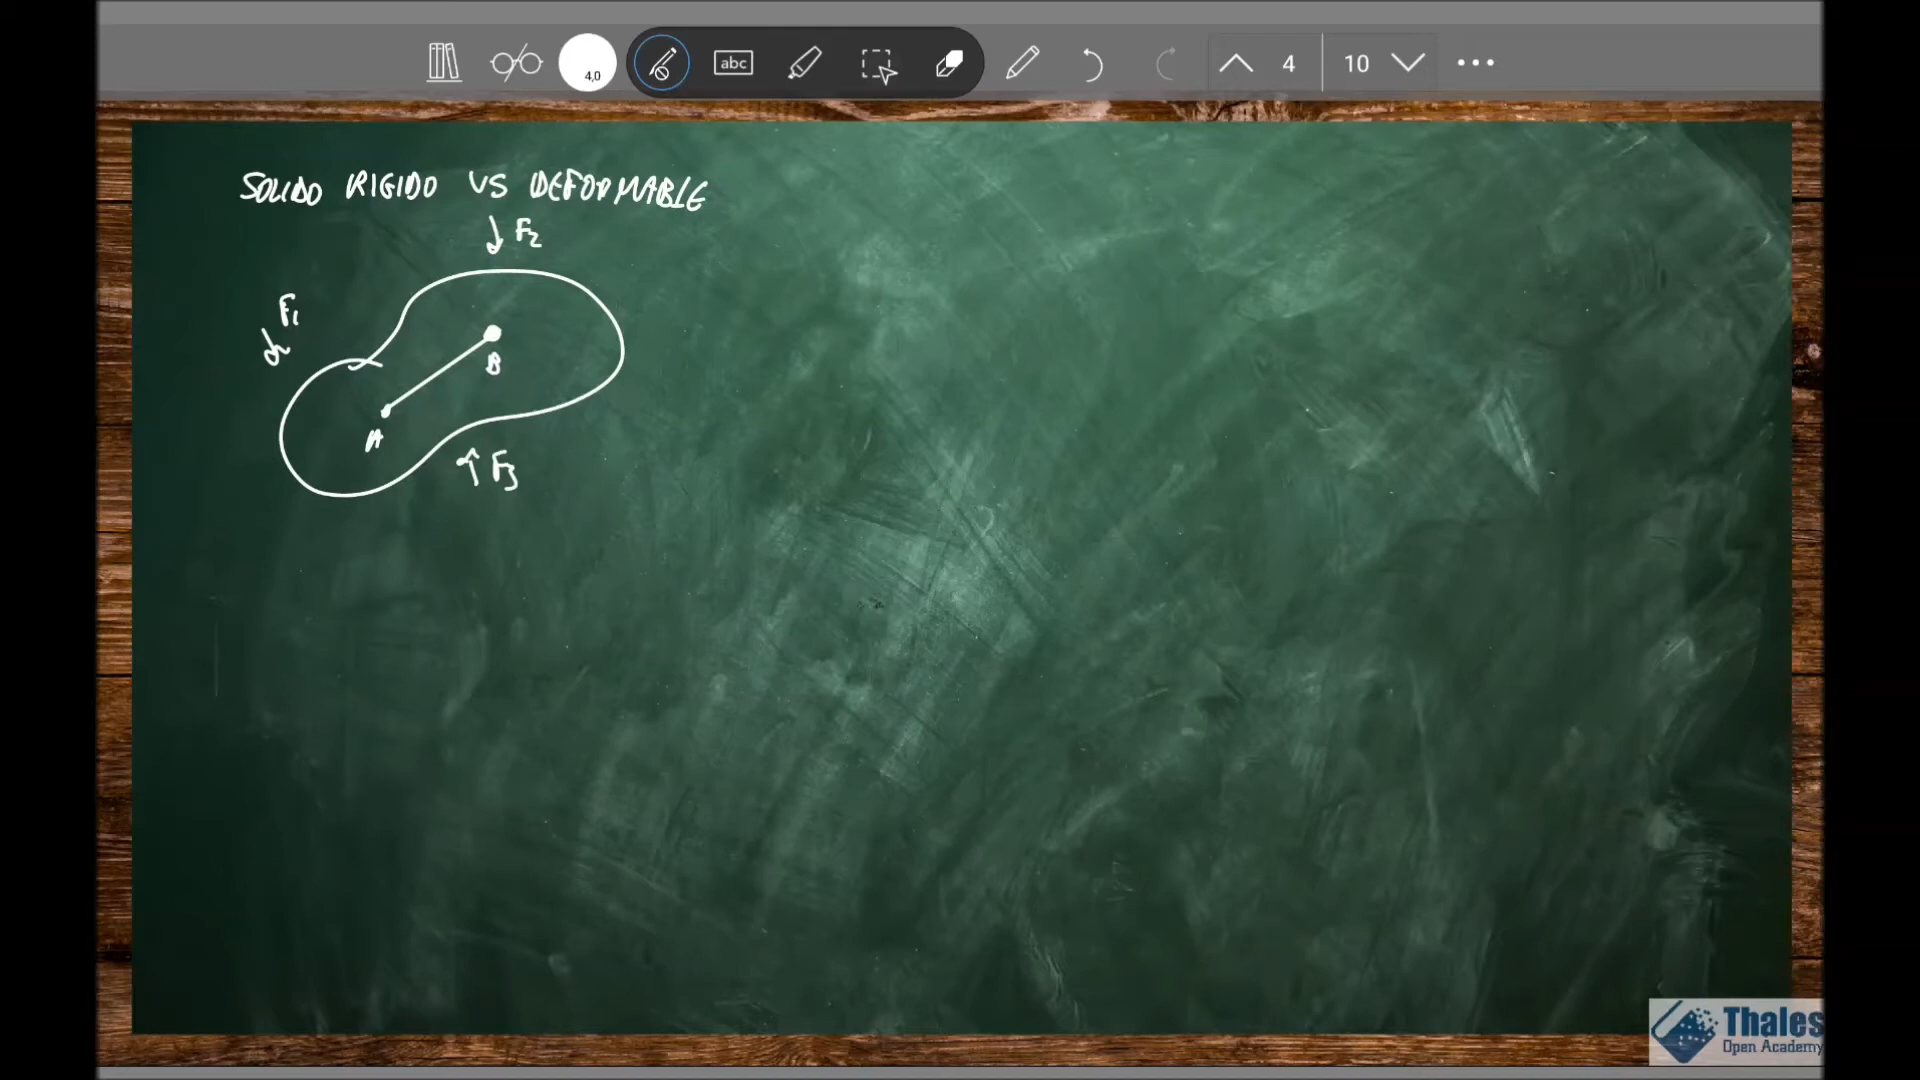 4,0
abc
4
10
SOLIDO RIGIDO VS DEFORMABLE
F2
F1
B
A
F3
Thales
Open Academy